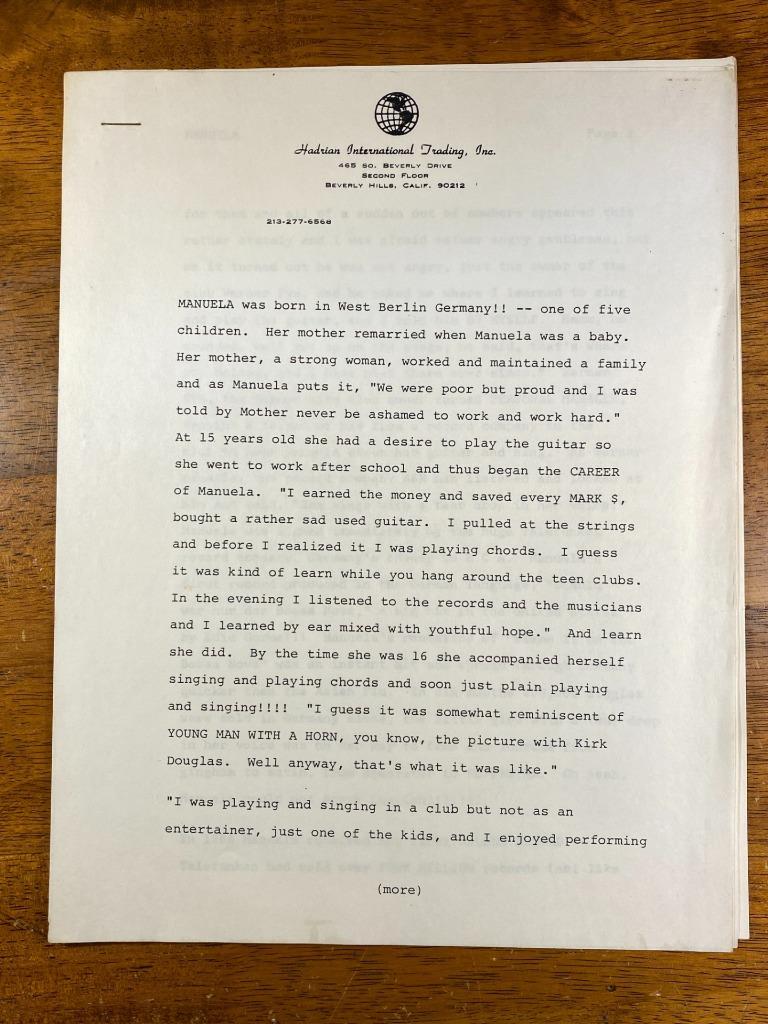 Hadrian International Trading, Inc.
465 So. Beverly Drive
Second Floor
Beverly Hills, Calif. 90212
213-277-6568
MANUELA was born in West Berlin Germany!! -- one of five
children. Her mother remarried when Manuela was a baby.
Her mother, a strong woman, worked and maintained a family
and as Manuela puts it, "We were poor but proud and I was
told by Mother never be ashamed to work and work hard."
At 15 years old she had a desire to play the guitar so
she went to work after school and thus began the CAREER
of Manuela. "I earned the money and saved every MARK $,
bought a rather sad used guitar. I pulled at the strings
and before I realized it I was playing chords. I guess
it was kind of learn while you hang around the teen clubs.
In the evening I listened to the records and the musicians
and I learned by ear mixed with youthful hope." And learn
she did. By the time she was 16 she accompanied herself
singing and playing chords and soon just plain playing
and singing!!!! "I guess it was somewhat reminiscent of
YOUNG MAN WITH A HORN, you know, the picture with Kirk
Douglas. Well anyway, that's what it was like."
"I was playing and singing in a club but not as an
entertainer, just one of the kids, and I enjoyed performing
(more)